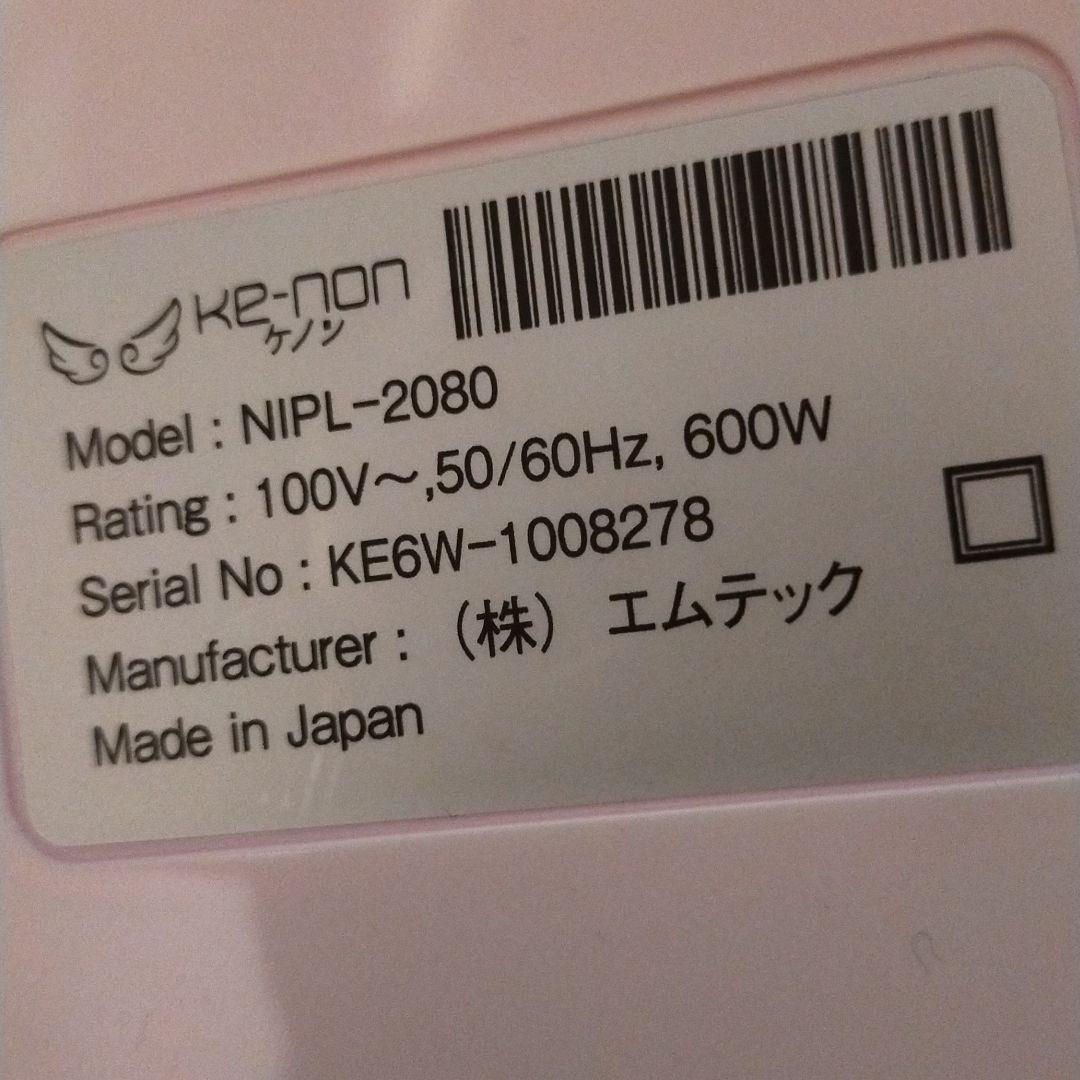 ke-non
ケノン
Model : NIPL-2080
Rating : 100V～,50/60Hz, 600W
Serial No : KE6W-1008278
Manufacturer : （株） エムテック
Made in Japan